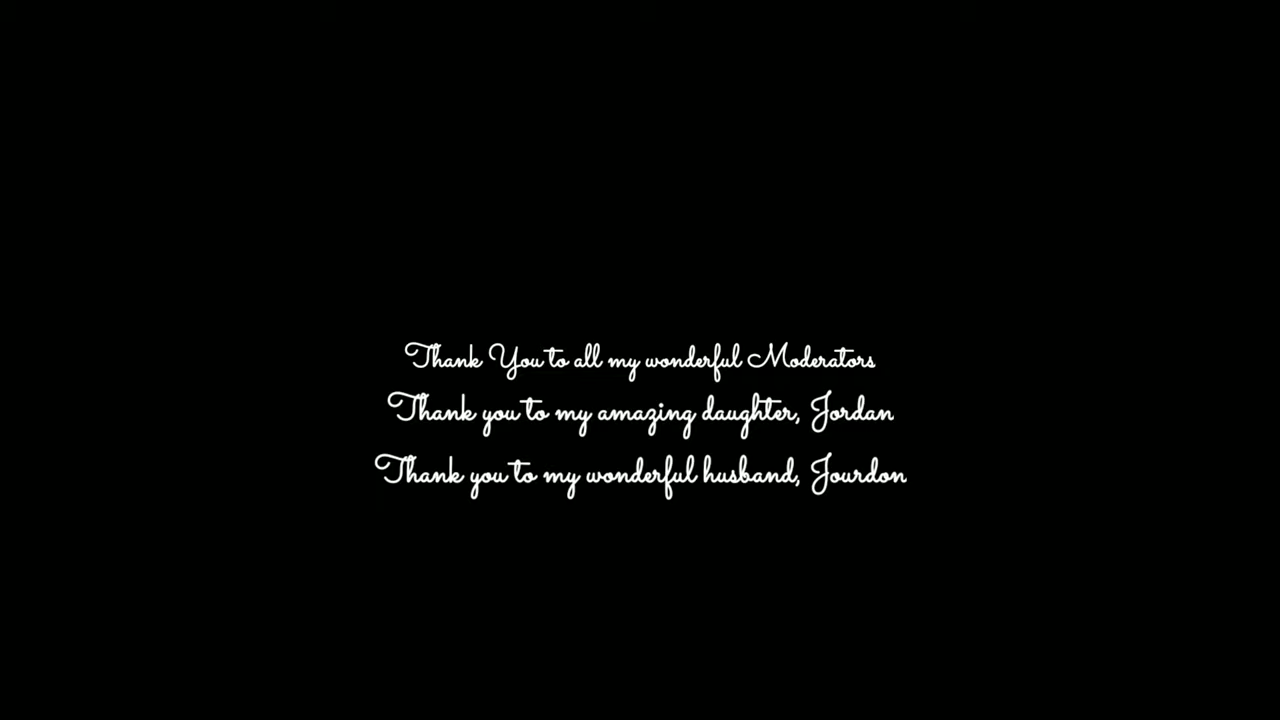 Thank You to all my wonderful Moderators
Thank you to my amazing daughter, Jordan
Thank you to my wonderful husband, Jourdon